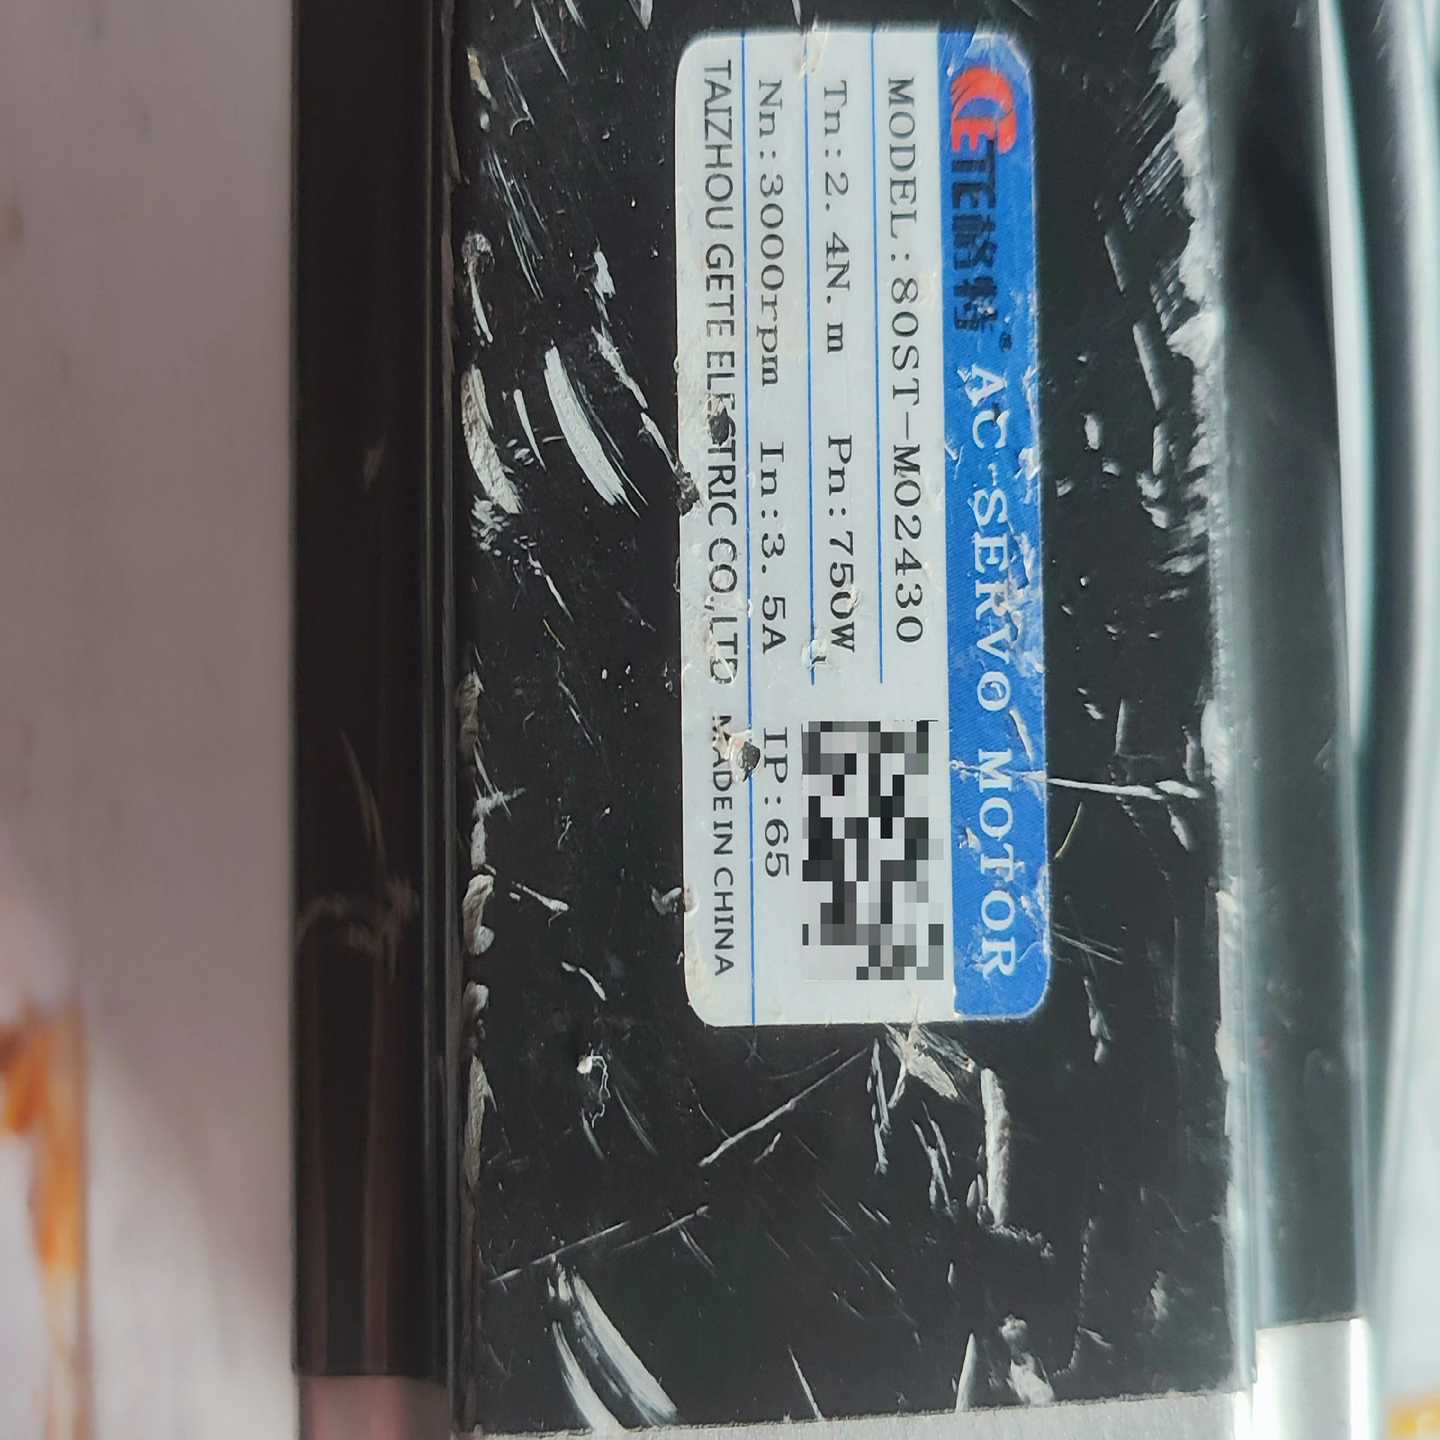 GETE格特® AC SERVO MOTOR
MODEL:80ST-M02430
Tn:2.4N.m Pn:750W
Nn:3000rpm In:3.5A IP:65
TAIZHOU GETE ELECTRIC CO.,LTD MADE IN CHINA